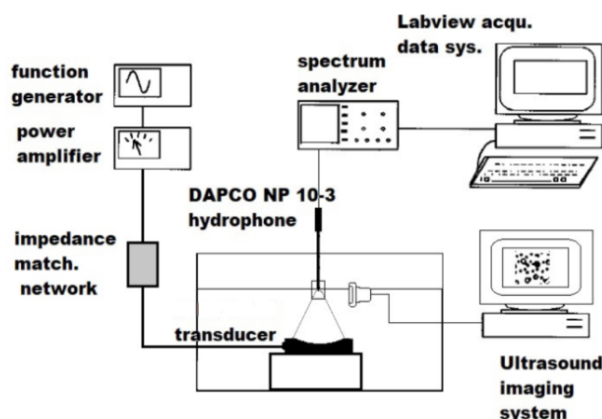 Labview acqu.
data sys.
spectrum
analyzer
function
generator
power
amplifier
DAPCO NP 10-3
hydrophone
impedance
match.
network
transducer
Ultrasound
imaging
system